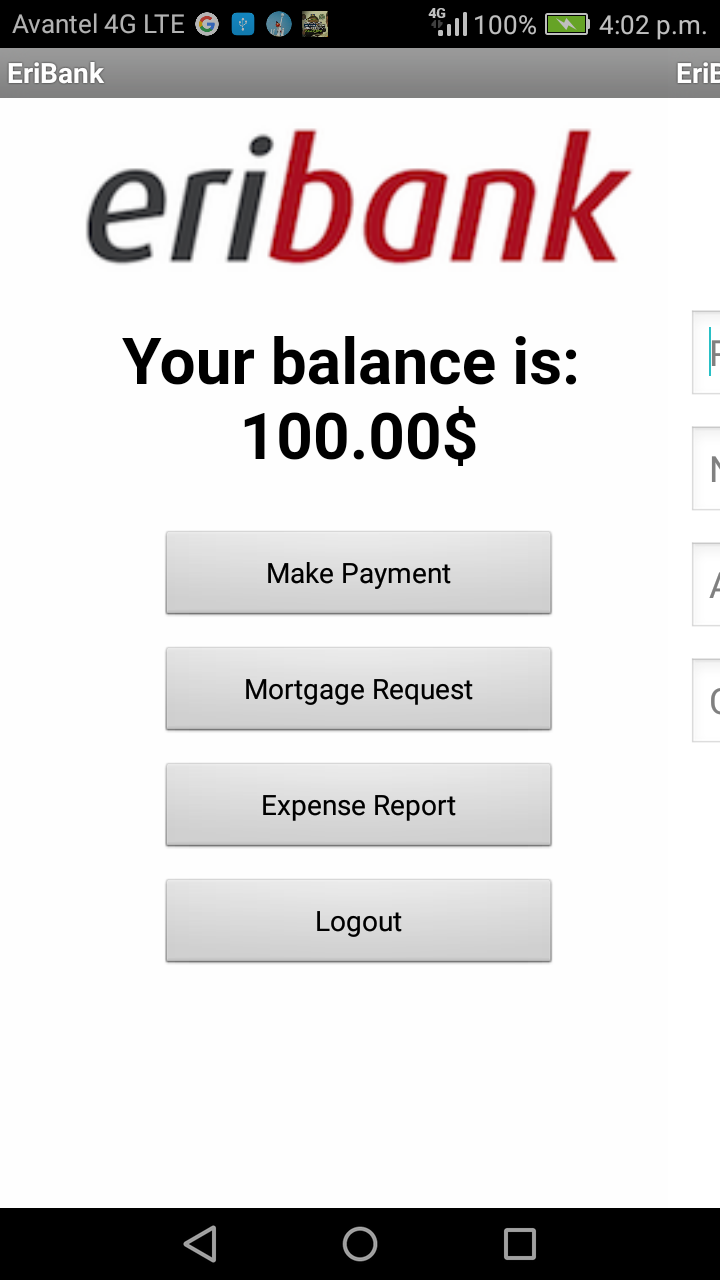 Avantel 4G LTE 4G 100% 4:02 p.m.
EriBank
eribank
Your balance is:
100.00$
Make Payment
Mortgage Request
Expense Report
Logout